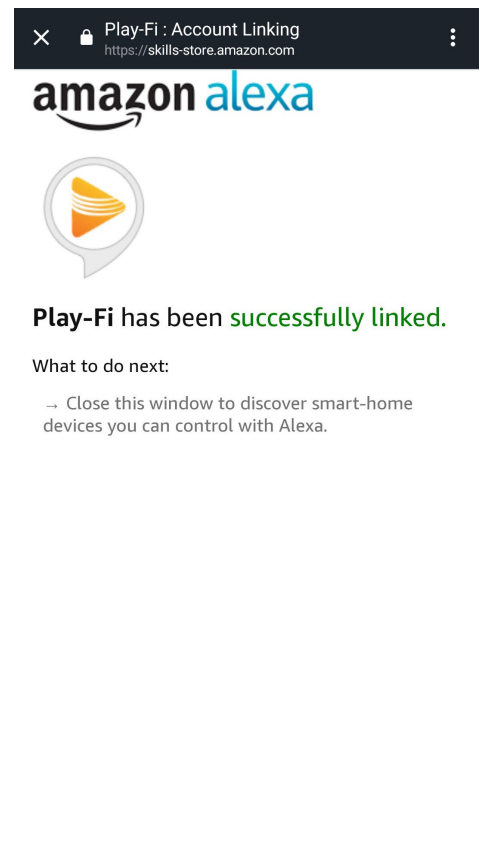 Play-Fi : Account Linking
https://skills-store.amazon.com
amazon alexa
Play-Fi has been successfully linked.
What to do next:
→ Close this window to discover smart-home
devices you can control with Alexa.